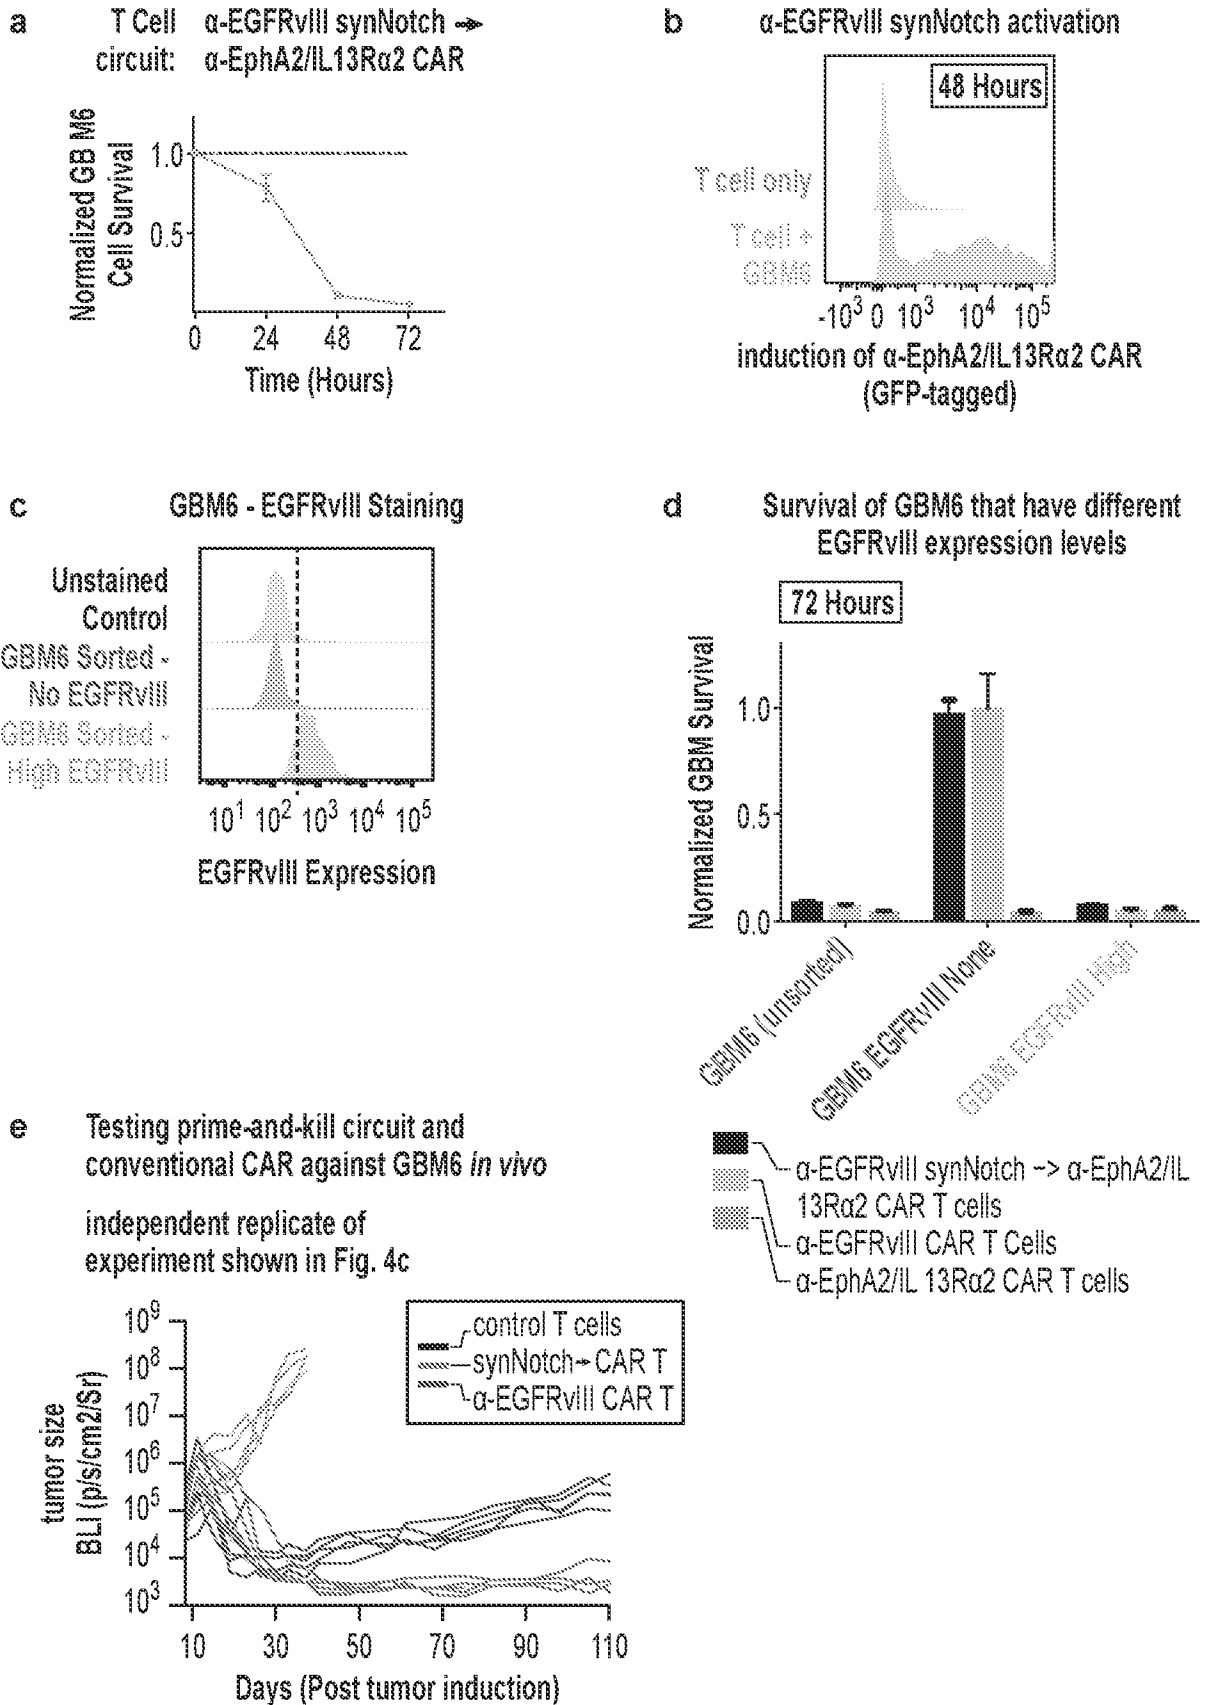 a
T Cell α-EGFRvIII synNotch →
circuit: α-EphA2/IL13Rα2 CAR
Normalized GB M6
Cell Survival
1.0
0.5
0 24 48 72
Time (Hours)
b
α-EGFRvIII synNotch activation
48 Hours
T cell only
T cell +
GBM6
-10³ 0 10³ 10⁴ 10⁵
induction of α-EphA2/IL13Rα2 CAR
(GFP-tagged)
c
GBM6 - EGFRvIII Staining
Unstained
Control
GBM6 Sorted -
No EGFRvIII
GBM6 Sorted -
High EGFRvIII
10¹ 10² 10³ 10⁴ 10⁵
EGFRvIII Expression
d
Survival of GBM6 that have different
EGFRvIII expression levels
72 Hours
Normalized GBM Survival
1.0
0.5
0.0
GBM6 (unsorted)
GBM6 EGFRvIII None
GBM6 EGFRvIII High
α-EGFRvIII synNotch −> α-EphA2/IL
13Rα2 CAR T cells
α-EGFRvIII CAR T Cells
α-EphA2/IL 13Rα2 CAR T cells
e
Testing prime-and-kill circuit and
conventional CAR against GBM6 in vivo
independent replicate of
experiment shown in Fig. 4c
control T cells
synNotch→CAR T
α-EGFRvIII CAR T
tumor size
BLI (p/s/cm2/Sr)
10⁹
10⁸
10⁷
10⁶
10⁵
10⁴
10³
10 30 50 70 90 110
Days (Post tumor induction)